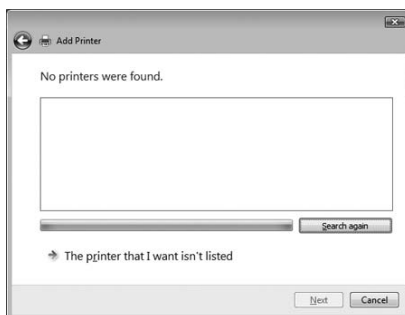 Add Printer
No printers were found.
Search again
The printer that I want isn't listed
Next Cancel